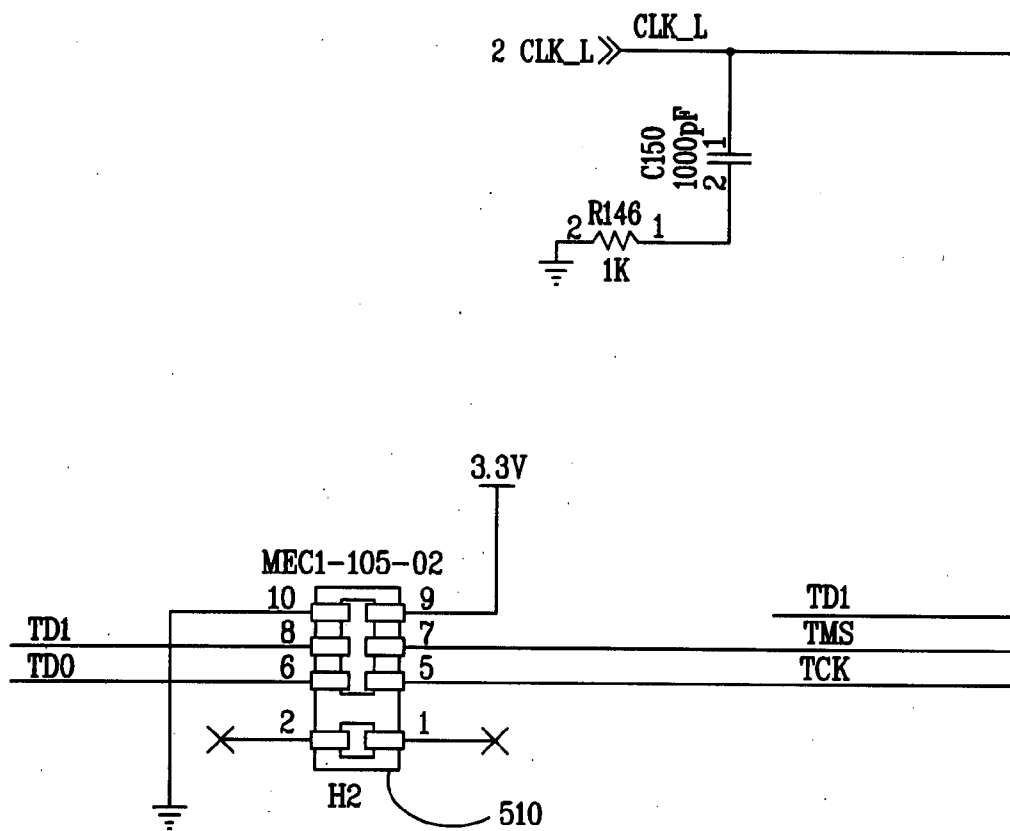 CLK_L
2 CLK_L
C150
1000pF
1
2
R146
2
1
1K
3.3V
MEC1-105-02
10
9
TD1
8
7
TD1
TMS
TD0
6
5
TCK
2
1
H2
510